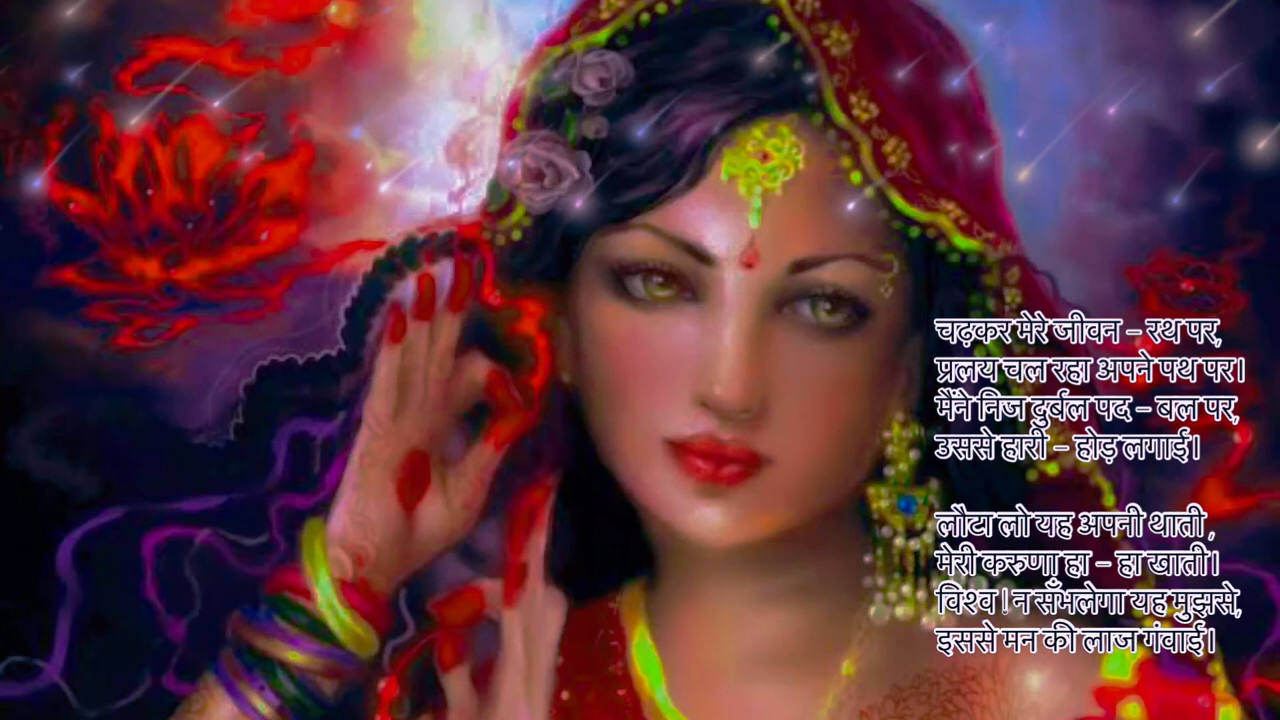 चढ़कर मेरे जीवन – रथ पर,
प्रलय चल रहा अपने पथ पर।
मैंने निज दुर्बल पद – बल पर,
उससे हारी – होड़ लगाई।
लौटा लो यह अपनी थाती ,
मेरी करुणा हा – हा खाती।
विश्व ! न सँभलेगा यह मुझसे,
इससे मन की लाज गंवाई।